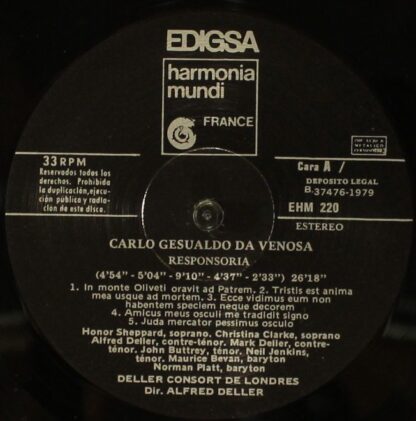 EDIGSA
harmonia
mundi
FRANCE
33 RPM
Reservados todos los
derechos. Prohibida
la duplicación, ejecu-
ción pública y radia-
ción de este disco.
Cara A /
DEPOSITO LEGAL
B.37476-1979
EHM 220
ESTEREO
CARLO GESUALDO DA VENOSA
RESPONSORIA
(4'54" - 5'04" - 9'10" - 4'37" - 2'33") 26'18"
1. In monte Oliveti oravit ad Patrem. 2. Tristis est anima
mea usque ad mortem. 3. Ecce vidimus eum non
habentem speciem neque decorem
4. Amicus meus osculi me tradidit signo
5. Juda mercator pessimus osculo
Honor Sheppard, soprano. Christina Clarke, soprano
Alfred Deller, contre-ténor. Mark Deller, contre-
ténor. John Buttrey, ténor. Neil Jenkins,
ténor. Maurice Bevan, baryton
Norman Platt, baryton
DELLER CONSORT DE LONDRES
Dir. ALFRED DELLER